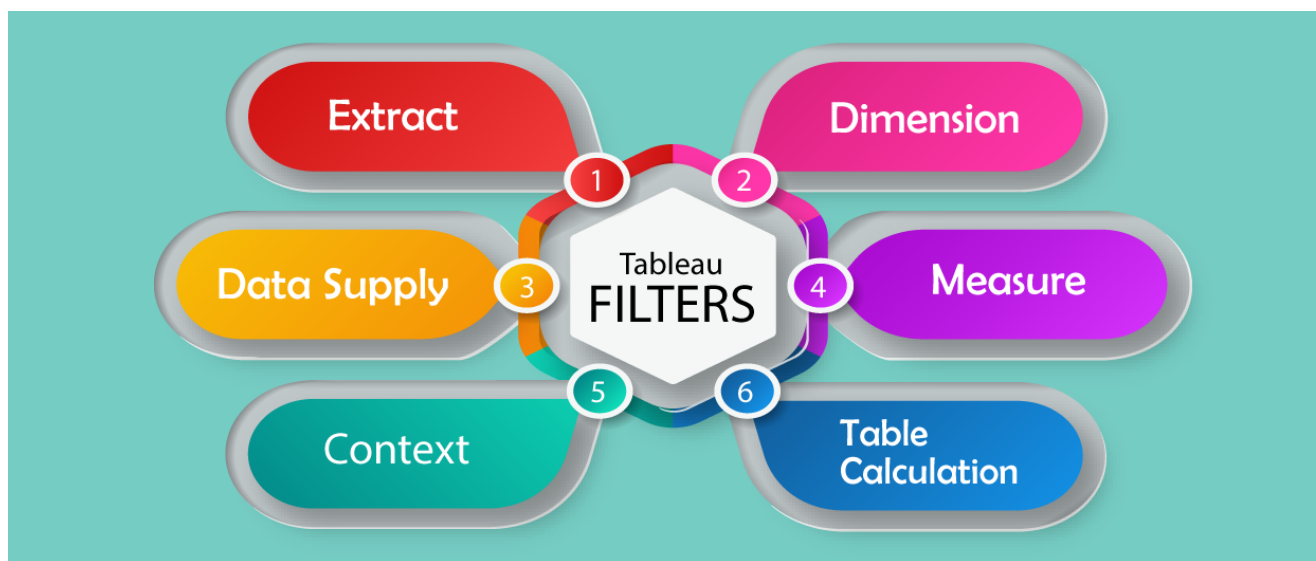 Extract
1
Dimension
2
Data Supply
3
Tableau
FILTERS
4
Measure
Context
5
6
Table
Calculation